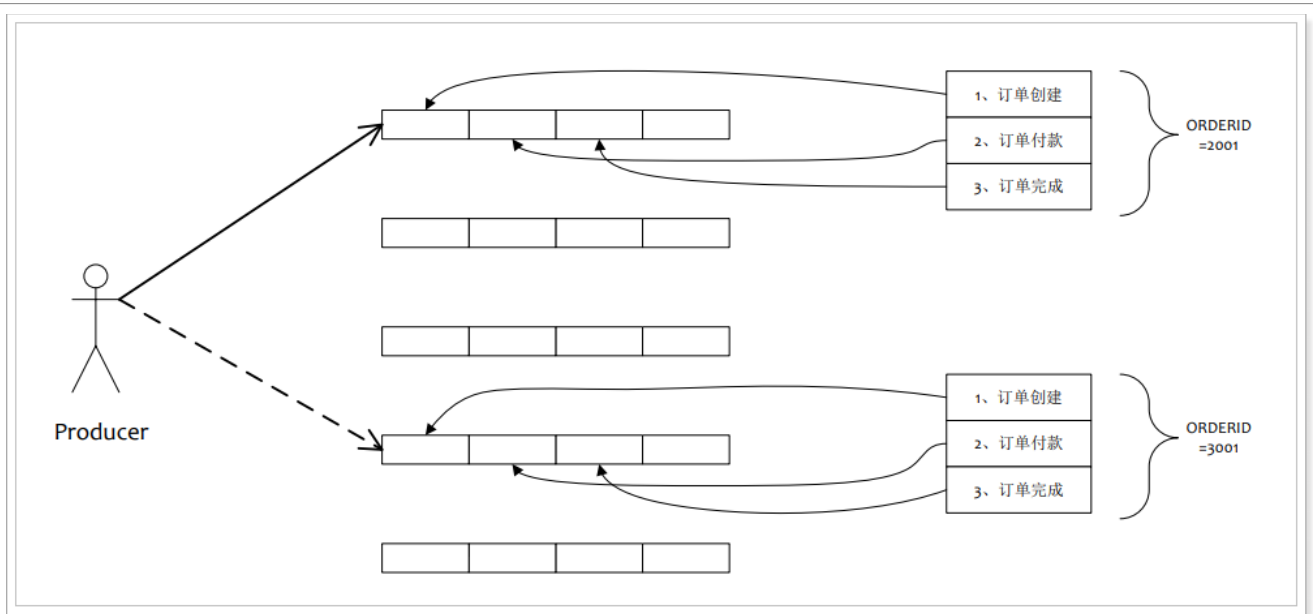 1、订单创建
2、订单付款
3、订单完成
ORDERID
=2001
Producer
1、订单创建
2、订单付款
3、订单完成
ORDERID
=3001